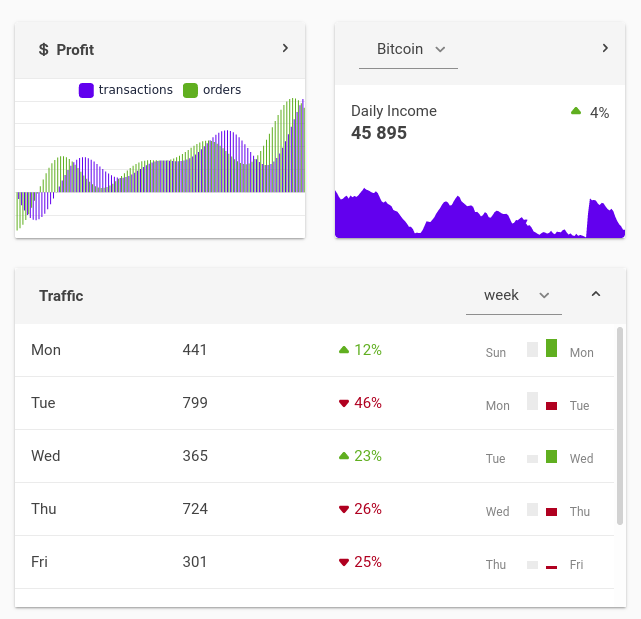 $ Profit
transactions orders
Bitcoin
Daily Income
4%
45 895
Traffic
week
Mon 441 12% Sun Mon
Tue 799 46% Mon Tue
Wed 365 23% Tue Wed
Thu 724 26% Wed Thu
Fri 301 25% Thu Fri